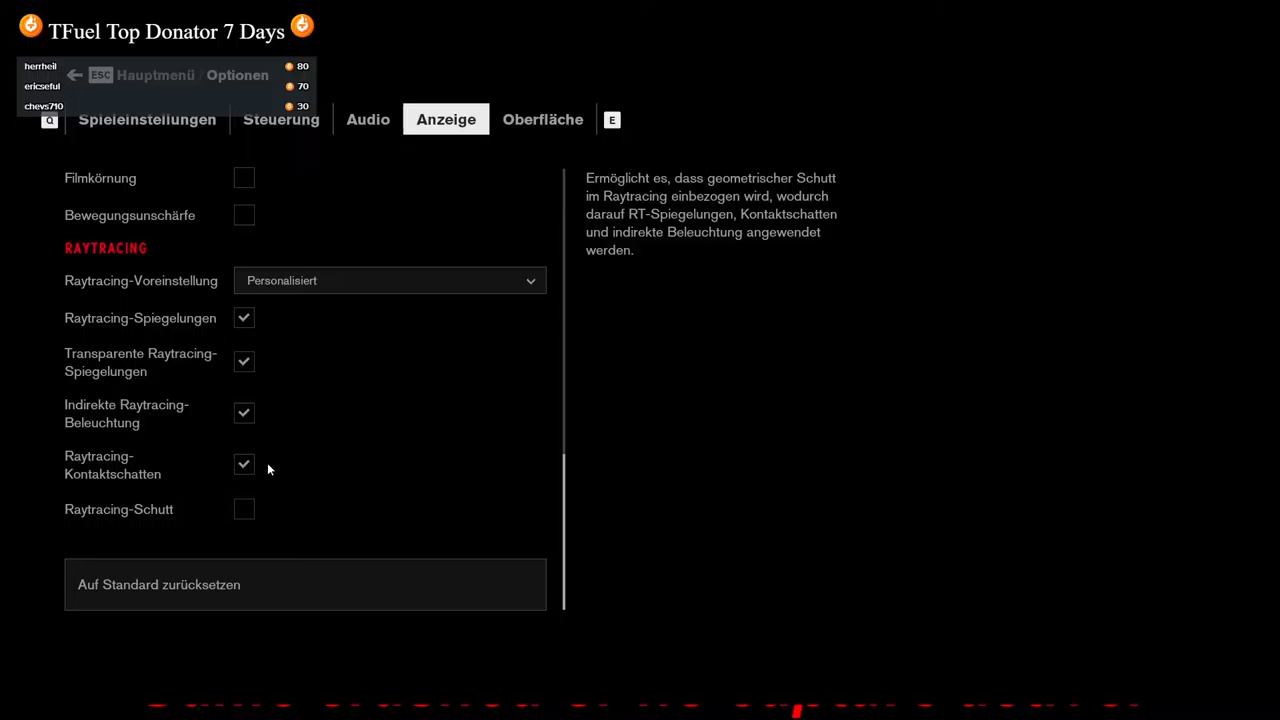 TFuel Top Donator 7 Days
herrheil 80
ericseful 70
chevs710 30
ESC Hauptmenü Optionen
Q Spieleinstellungen Steuerung Audio Anzeige Oberfläche E
Filmkörnung
Bewegungsunschärfe
RAYTRACING
Raytracing-Voreinstellung Personalisiert
Raytracing-Spiegelungen
Transparente Raytracing-
Spiegelungen
Indirekte Raytracing-
Beleuchtung
Raytracing-
Kontaktschatten
Raytracing-Schutt
Auf Standard zurücksetzen
Ermöglicht es, dass geometrischer Schutt
im Raytracing einbezogen wird, wodurch
darauf RT-Spiegelungen, Kontaktschatten
und indirekte Beleuchtung angewendet
werden.